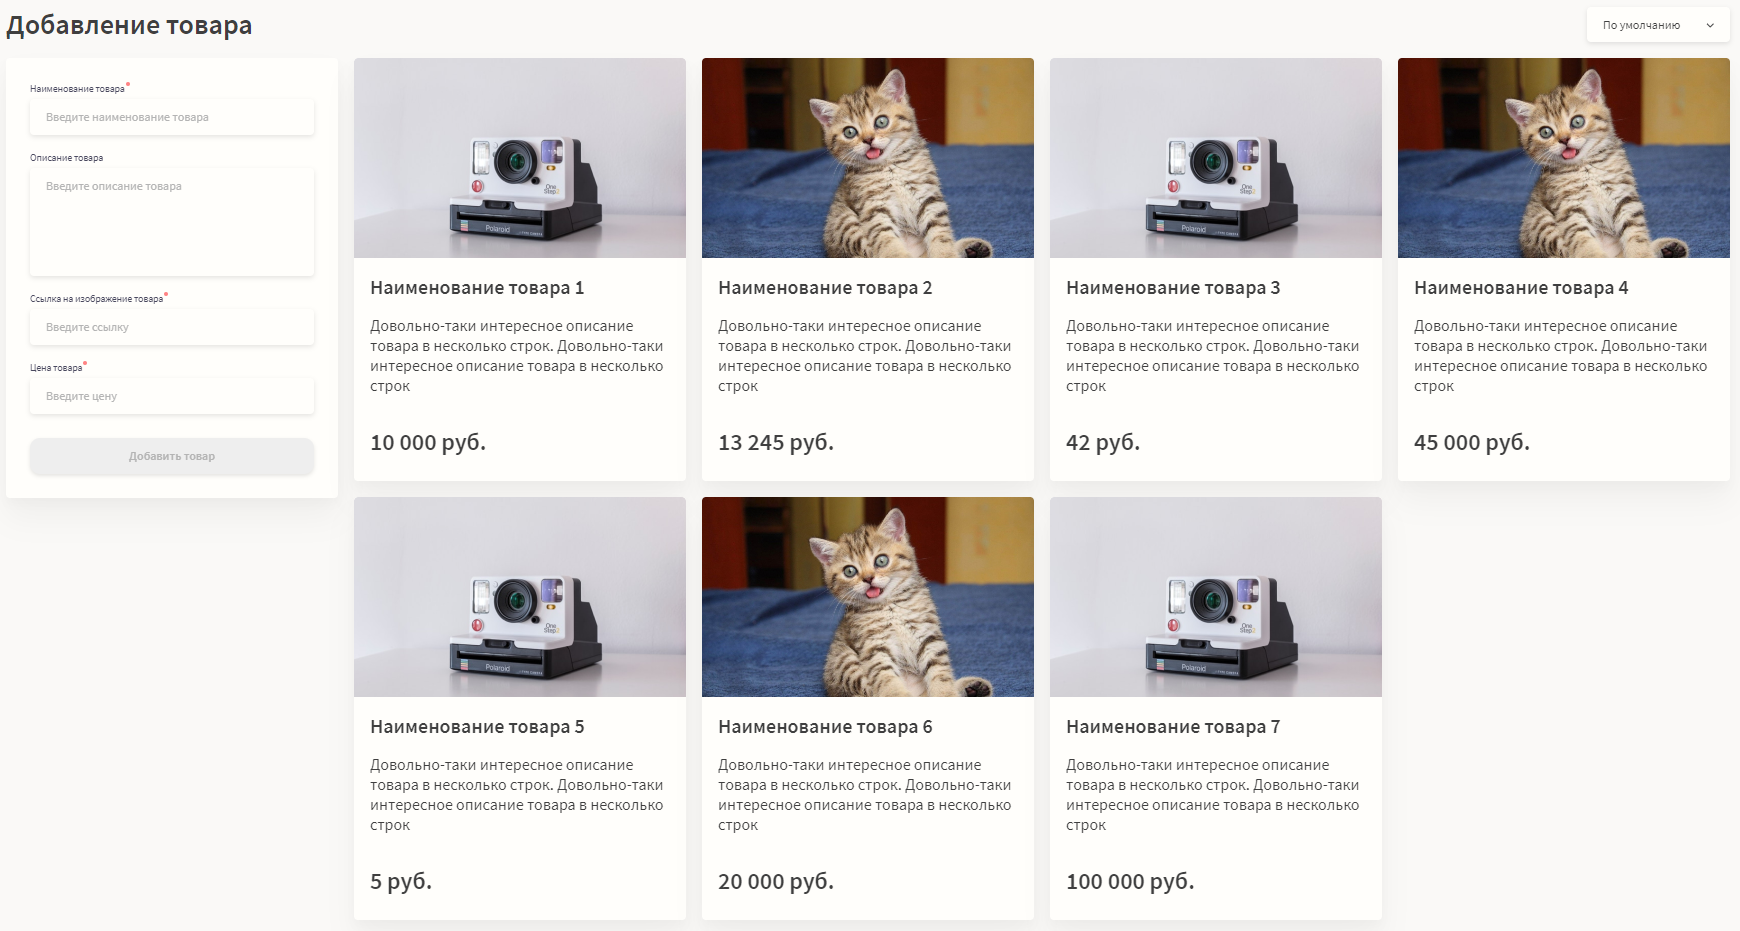 Добавление товара
По умолчанию
Наименование товара
Введите наименование товара
Описание товара
Введите описание товара
Ссылка на изображение товара
Введите ссылку
Цена товара
Введите цену
Добавить товар
One
Step2
Polaroid
Наименование товара 1
Довольно-таки интересное описание
товара в несколько строк. Довольно-таки
интересное описание товара в несколько
строк
10 000 руб.
Наименование товара 2
Довольно-таки интересное описание
товара в несколько строк. Довольно-таки
интересное описание товара в несколько
строк
13 245 руб.
One
Step2
Polaroid
Наименование товара 3
Довольно-таки интересное описание
товара в несколько строк. Довольно-таки
интересное описание товара в несколько
строк
42 руб.
Наименование товара 4
Довольно-таки интересное описание
товара в несколько строк. Довольно-таки
интересное описание товара в несколько
строк
45 000 руб.
One
Step2
Polaroid
Наименование товара 5
Довольно-таки интересное описание
товара в несколько строк. Довольно-таки
интересное описание товара в несколько
строк
5 руб.
Наименование товара 6
Довольно-таки интересное описание
товара в несколько строк. Довольно-таки
интересное описание товара в несколько
строк
20 000 руб.
One
Step2
Polaroid
Наименование товара 7
Довольно-таки интересное описание
товара в несколько строк. Довольно-таки
интересное описание товара в несколько
строк
100 000 руб.